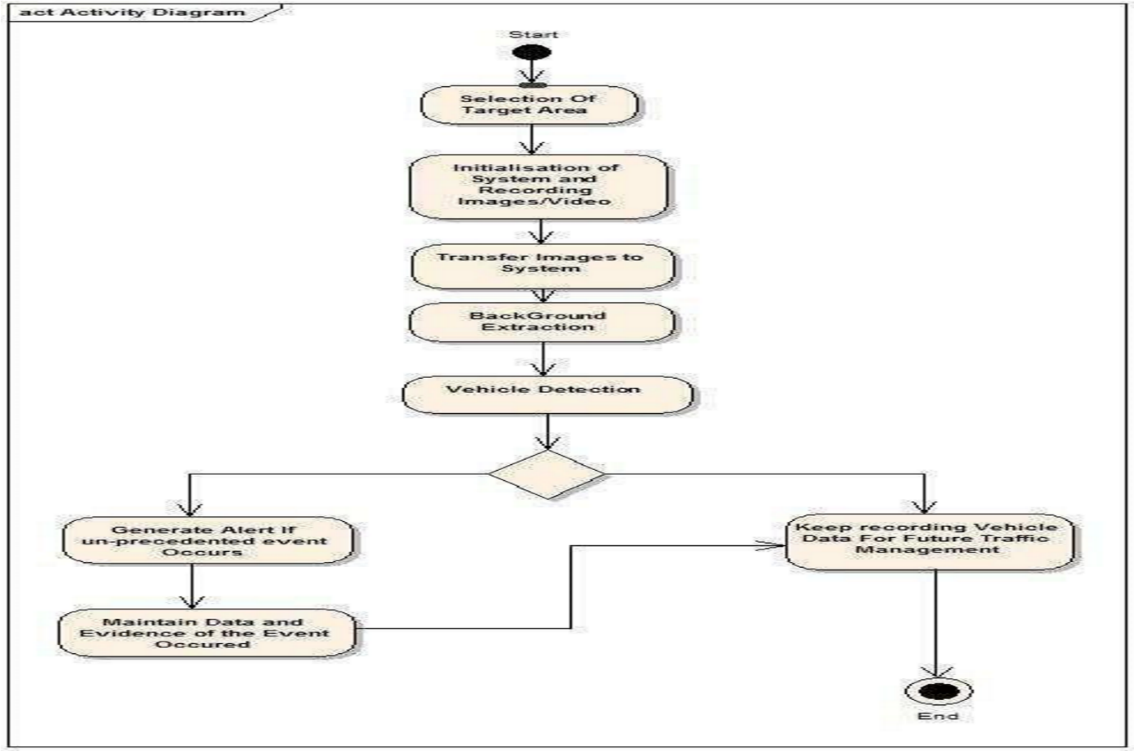 act Activity Diagram
Start
Selection Of
Target Area
Initialisation of
System and
Recording
Images/Video
Transfer Images to
System
BackGround
Extraction
Vehicle Detection
Generate Alert If
un-precedented event
Occurs
Keep recording Vehicle
Data For Future Traffic
Management
Maintain Data and
Evidence of the Event
Occured
End